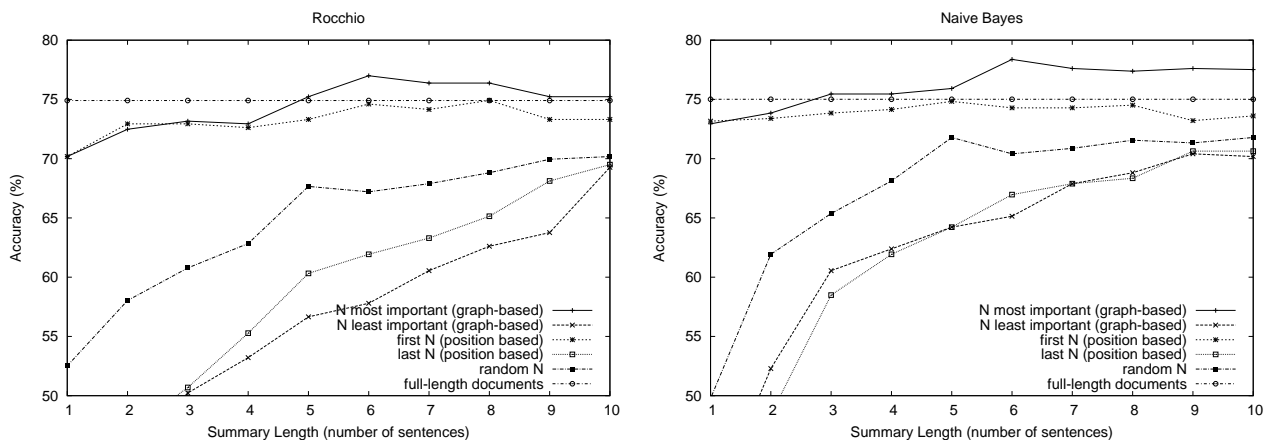 Rocchio
80
75
70
65
60
55
50
Accuracy (%)
N most important (graph-based)
N least important (graph-based)
first N (position based)
last N (position based)
random N
full-length documents
1 2 3 4 5 6 7 8 9 10
Summary Length (number of sentences)
Naive Bayes
80
75
70
65
60
55
50
Accuracy (%)
N most important (graph-based)
N least important (graph-based)
first N (position based)
last N (position based)
random N
full-length documents
1 2 3 4 5 6 7 8 9 10
Summary Length (number of sentences)